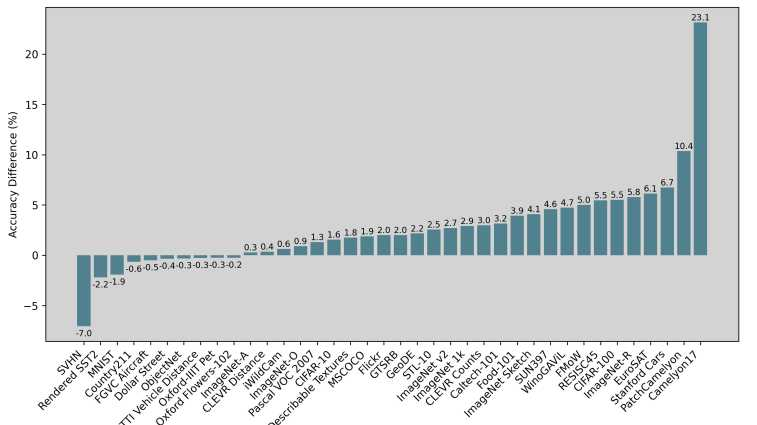 Accuracy Difference (%)
20
15
10
5
0
−5
-7.0
-2.2
-1.9
-0.6
-0.5
-0.4
-0.3
-0.3
-0.3
-0.2
0.3
0.4
0.6
0.9
1.3
1.6
1.8
1.9
2.0
2.0
2.2
2.5
2.7
2.9
3.0
3.2
3.9
4.1
4.6
4.7
5.0
5.5
5.5
5.8
6.1
6.7
10.4
23.1
SVHN
Rendered SST2
MNIST
Country211
FGVC Aircraft
Dollar Street
ObjectNet
TTI Vehicle Distance
Oxford-IIIT Pet
Oxford Flowers-102
ImageNet-A
CLEVR Distance
iWildCam
ImageNet-O
Pascal VOC 2007
CIFAR-10
Describable Textures
MSCOCO
Flickr
GTSRB
GeoDE
STL-10
ImageNet v2
ImageNet 1k
CLEVR Counts
Caltech-101
Food-101
ImageNet Sketch
SUN397
WinoGAViL
FMoW
RESISC45
CIFAR-100
ImageNet-R
EuroSAT
Stanford Cars
PatchCamelyon
Camelyon17